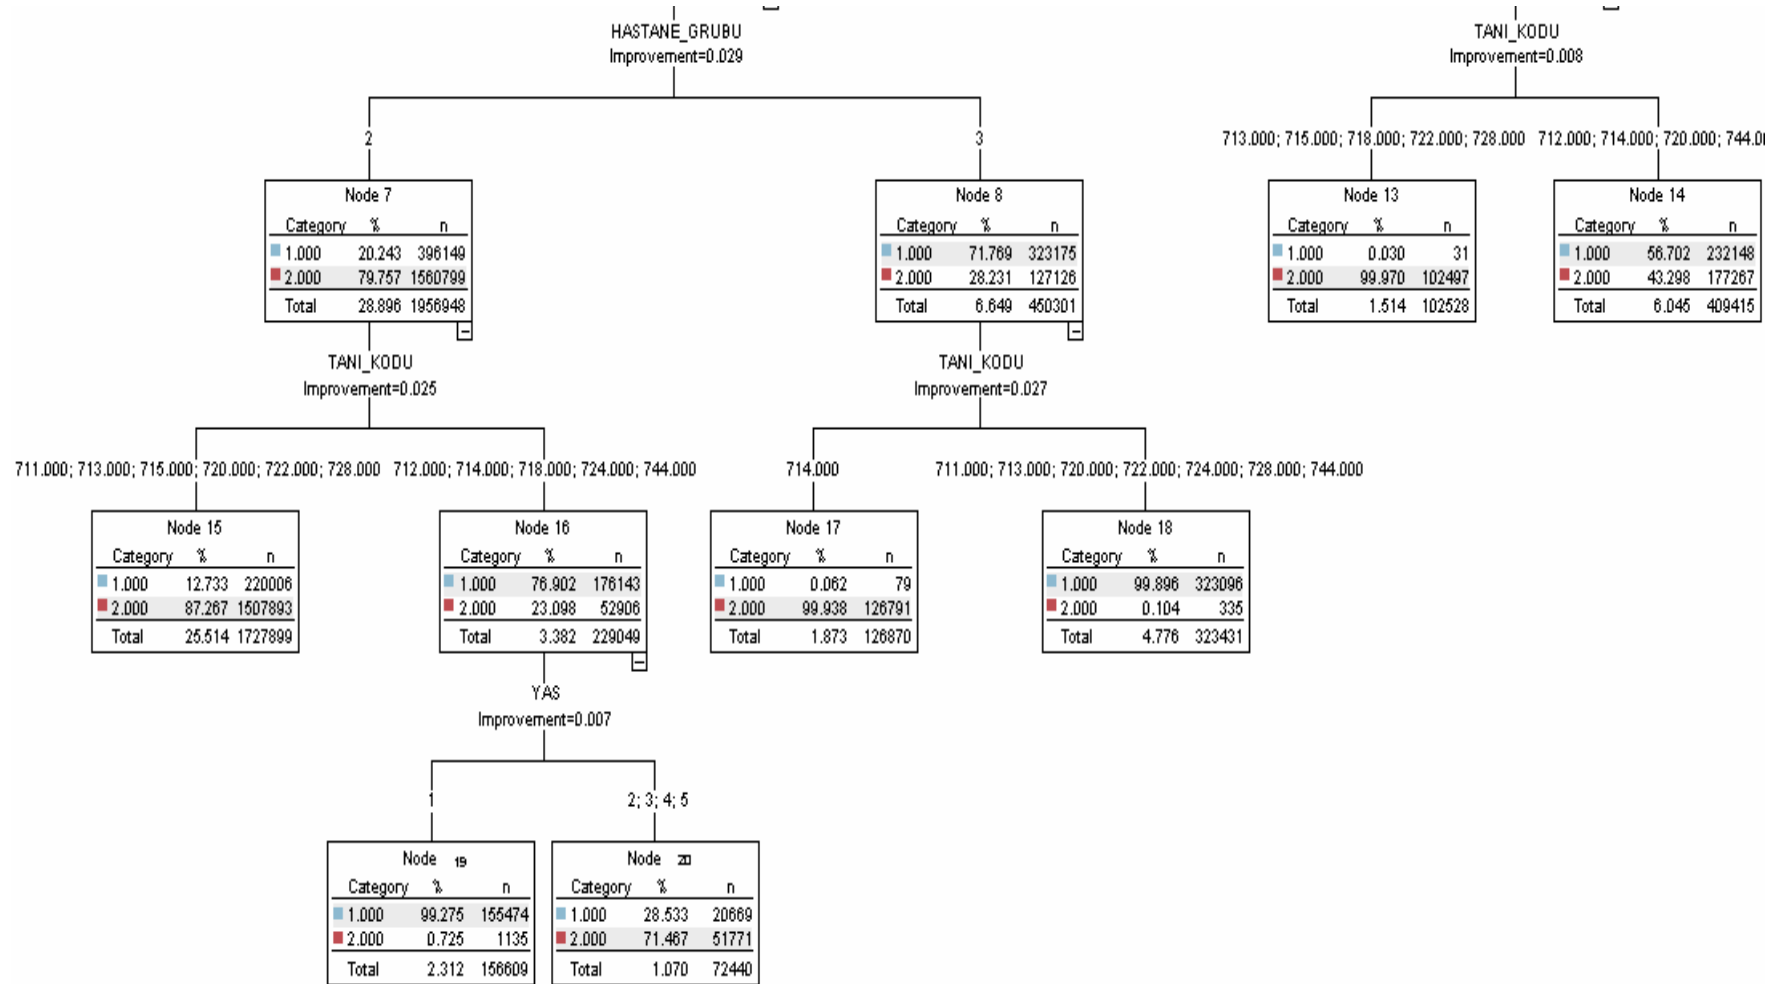 HASTANE_GRUBU
Improvement=0.029
TANI_KODU
Improvement=0.008
2
3
713.000; 715.000; 718.000; 722.000; 728.000
712.000; 714.000; 720.000; 744.0
Node 7
Category % n
1.000 20.243 396149
2.000 79.757 1560799
Total 28.896 1956948
Node 8
Category % n
1.000 71.769 323175
2.000 28.231 127126
Total 6.649 450301
Node 13
Category % n
1.000 0.030 31
2.000 99.970 102497
Total 1.514 102528
Node 14
Category % n
1.000 56.702 232148
2.000 43.298 177267
Total 6.045 409415
TANI_KODU
Improvement=0.025
TANI_KODU
Improvement=0.027
711.000; 713.000; 715.000; 720.000; 722.000; 728.000
712.000; 714.000; 718.000; 724.000; 744.000
714.000
711.000; 713.000; 720.000; 722.000; 724.000; 728.000; 744.000
Node 15
Category % n
1.000 12.733 220006
2.000 87.267 1507893
Total 25.514 1727899
Node 16
Category % n
1.000 76.902 176143
2.000 23.098 52906
Total 3.382 229049
Node 17
Category % n
1.000 0.062 79
2.000 99.938 126791
Total 1.873 126870
Node 18
Category % n
1.000 99.896 323096
2.000 0.104 335
Total 4.776 323431
YAS
Improvement=0.007
1
2; 3; 4; 5
Node 19
Category % n
1.000 99.275 155474
2.000 0.725 1135
Total 2.312 156609
Node 20
Category % n
1.000 28.533 20669
2.000 71.467 51771
Total 1.070 72440